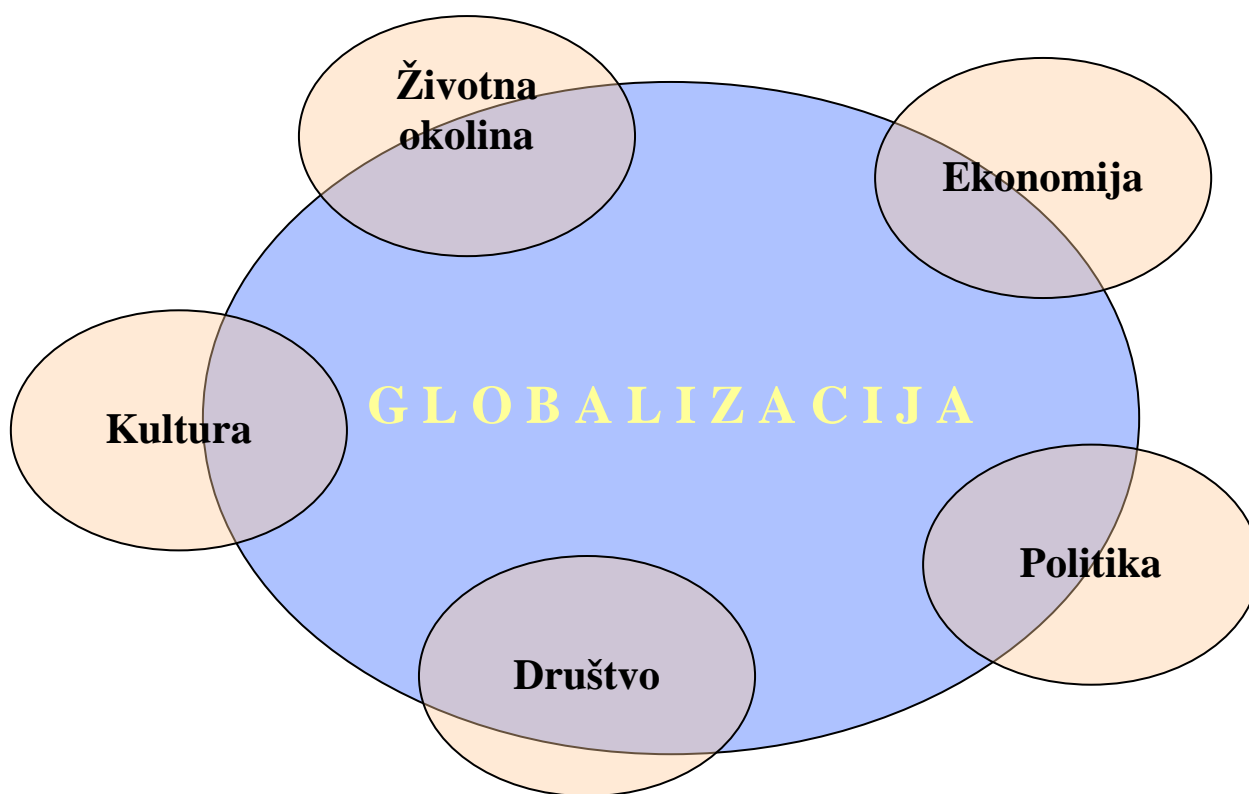 Životna
okolina
Ekonomija
G L O B A L I Z A C I J A
Kultura
Politika
Društvo